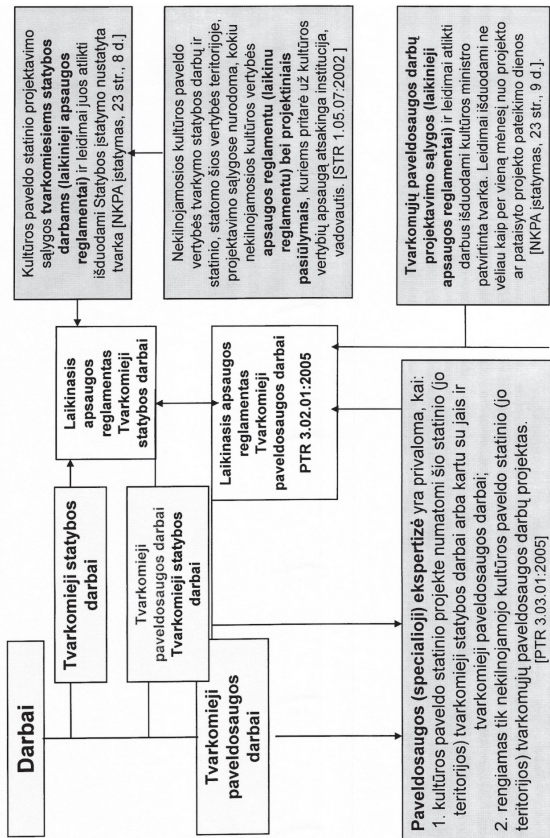 Darbai
Tvarkomieji statybos
darbai
Tvarkomieji
paveldosaugos darbai
Tvarkomieji statybos
darbai
Tvarkomieji
paveldosaugos
darbai
Laikinasis apsaugos
reglamentas
Tvarkomieji
statybos darbai
Laikinasis apsaugos
reglamentas
Tvarkomieji
paveldosaugos darbai
PTR 3.02.01:2005
Kultūros paveldo statinio projektavimo
sąlygos tvarkomiesiems statybos
darbams (laikinieji apsaugos
reglamentai) ir leidimai juos atlikti
išduodami Statybos įstatymo nustatyta
tvarka [NKPA įstatymas, 23 str., 8 d.]
Nekilnojamosios kultūros paveldo
vertybės tvarkymo statybos darbų ir
statinio, statomo šios vertybės teritorijoje,
projektavimo sąlygose nurodoma, kokiu
nekilnojamosios kultūros vertybės
apsaugos reglamentu (laikinu
reglamentu) bei projektiniais
pasiūlymais, kuriems pritarė už kultūros
vertybių apsaugą atsakinga institucija,
vadovautis. [STR 1.05.07:2002 ]
Paveldosaugos (specialioji) ekspertizė yra privaloma, kai:
1. kultūros paveldo statinio projekte numatomi šio statinio (jo
teritorijos) tvarkomieji statybos darbai arba kartu su jais ir
tvarkomieji paveldosaugos darbai;
2. rengiamas tik nekilnojamojo kultūros paveldo statinio (jo
teritorijos) tvarkomųjų paveldosaugos darbų projektas.
[PTR 3.03.01:2005]
Tvarkomųjų paveldosaugos darbų
projektavimo sąlygos (laikinieji
apsaugos reglamentai) ir leidimai atlikti
darbus išduodami kultūros ministro
patvirtinta tvarka. Leidimai išduodami ne
vėliau kaip per vieną mėnesį nuo projekto
ar pataisyto projekto pateikimo dienos
[NKPA įstatymas, 23 str., 9 d.].